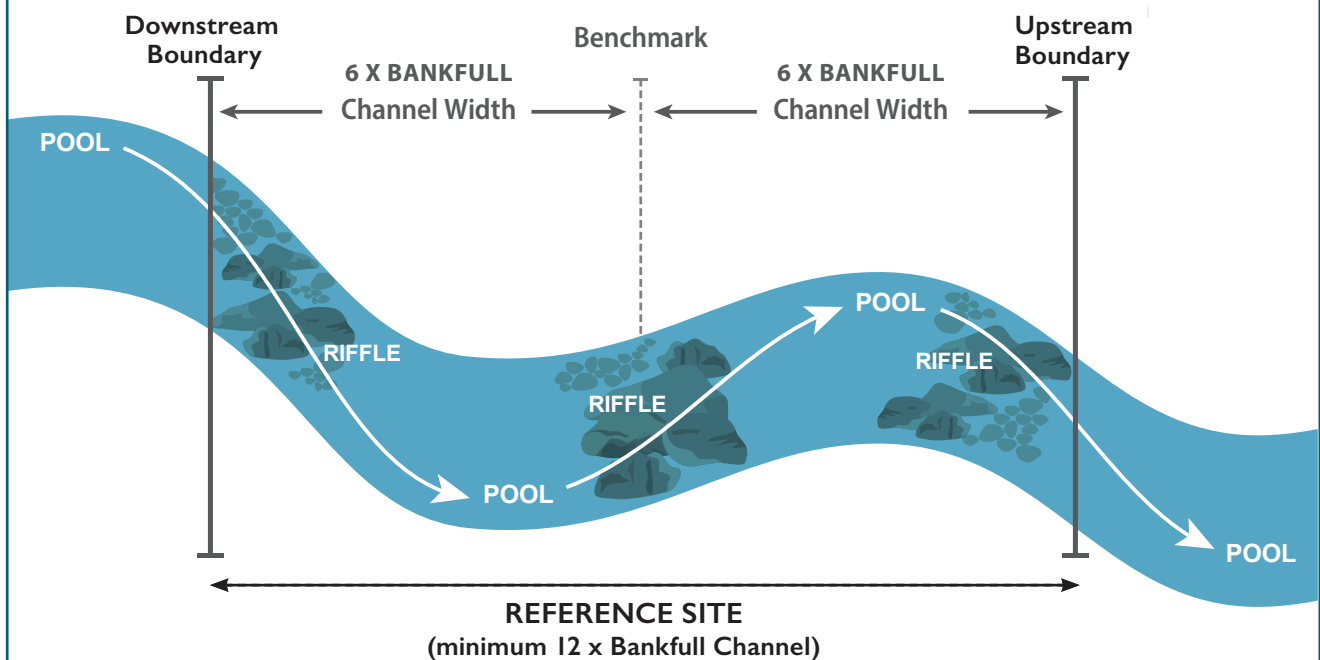 Downstream
Boundary
Benchmark
Upstream
Boundary
6 X BANKFULL
Channel Width
6 X BANKFULL
Channel Width
POOL
RIFFLE
POOL
RIFFLE
POOL
RIFFLE
POOL
REFERENCE SITE
(minimum 12 x Bankfull Channel)